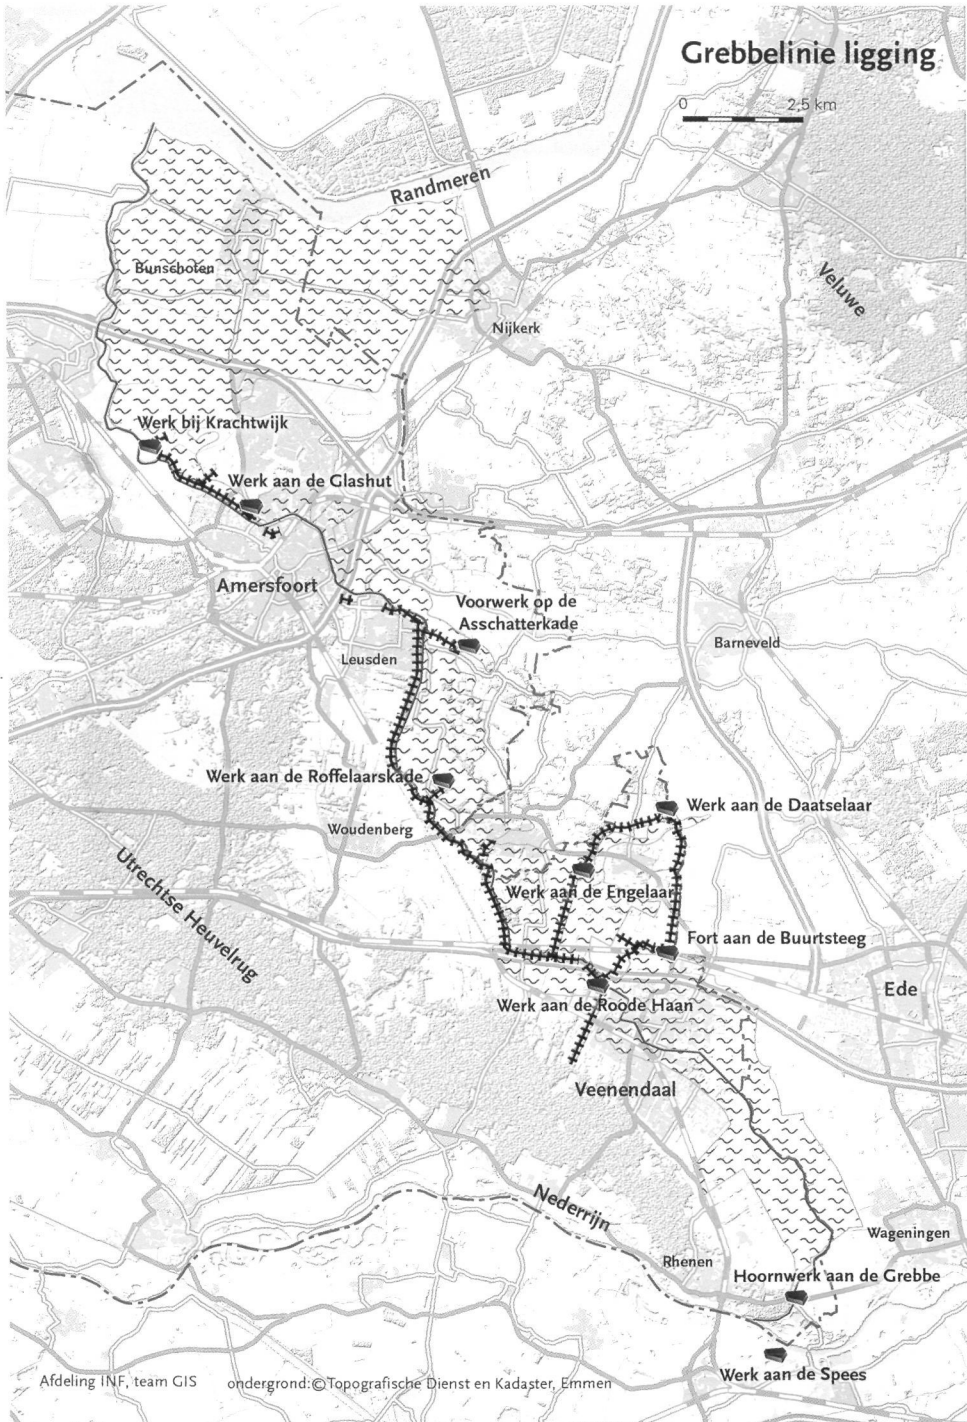 Grebbelinie ligging
0 2,5 km
Randmeren
Veluwe
Bunschoten
Nijkerk
Werk bij Krachtwijk
Werk aan de Glashut
Amersfoort
Voorwerk op de
Asschatterkade
Barneveld
Leusden
Werk aan de Roffelaarskade
Werk aan de Daatselaar
Woudenberg
Utrechtse Heuvelrug
Werk aan de Engelaar
Fort aan de Buurtsteeg
Ede
Werk aan de Roode Haan
Veenendaal
Nederrijn
Wageningen
Rhenen
Hoornwerk aan de Grebbe
Werk aan de Spees
Afdeling INF, team GIS ondergrond:©Topografische Dienst en Kadaster, Emmen